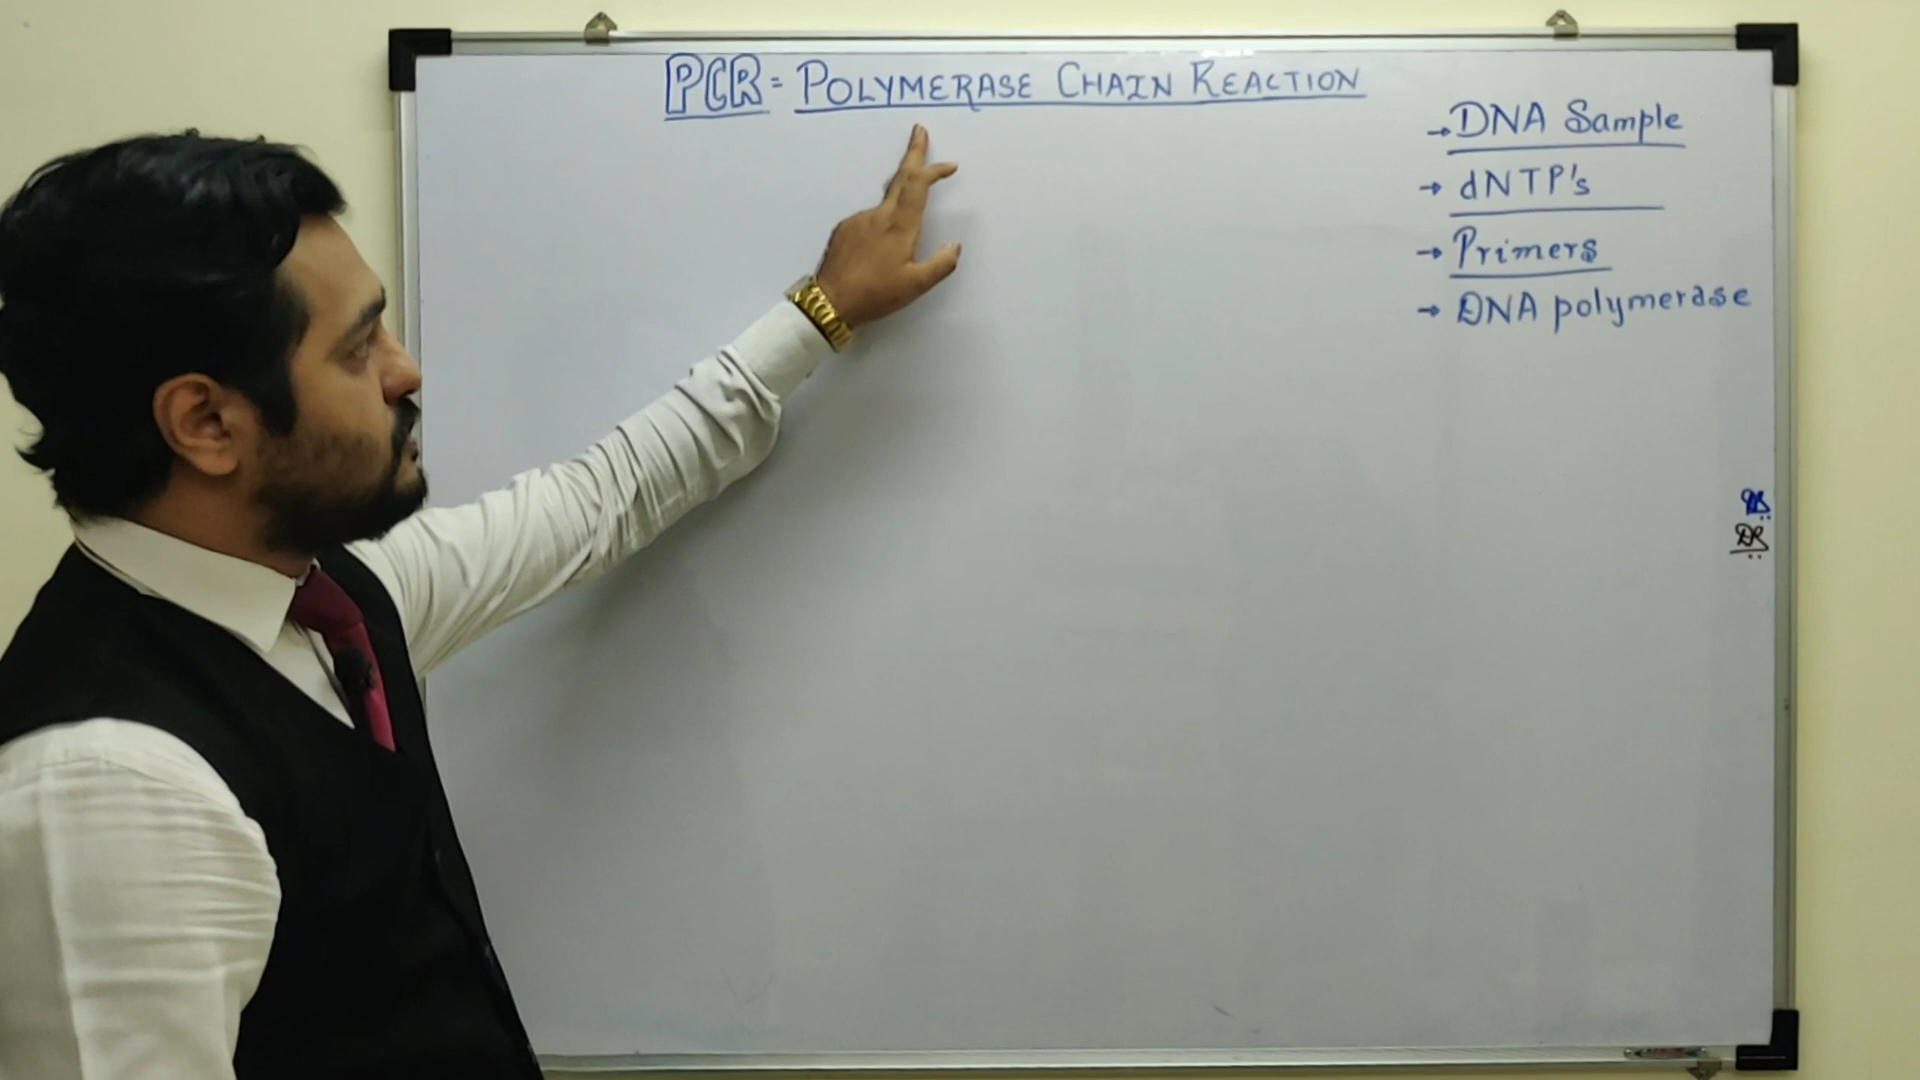 PCR = POLYMERASE CHAIN REACTION
→ DNA Sample
→ dNTP's
→ Primers
→ DNA polymerase